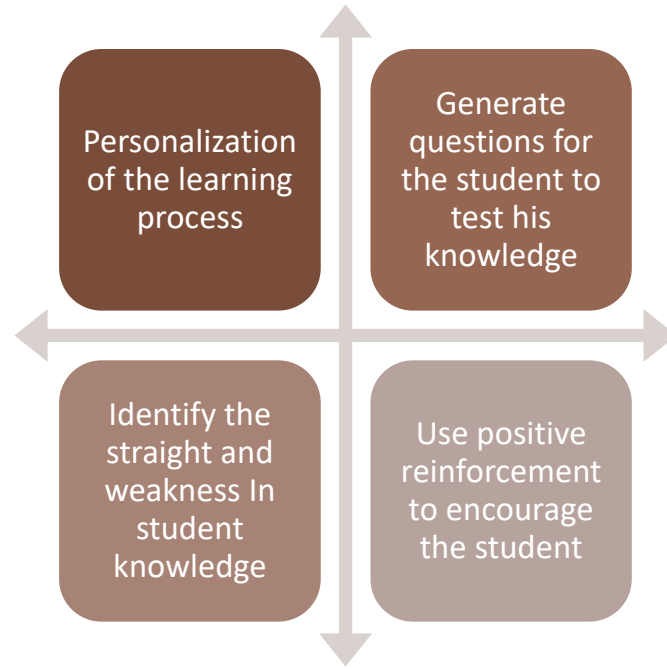 Personalization
of the learning
process
Generate
questions for
the student to
test his
knowledge
Identify the
straight and
weakness In
student
knowledge
Use positive
reinforcement
to encourage
the student